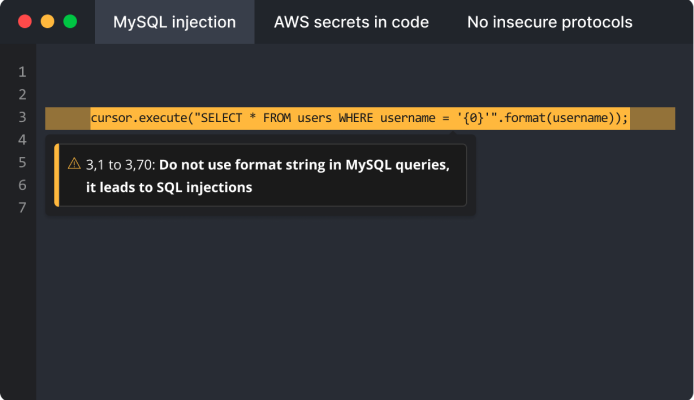 MySQL injection AWS secrets in code No insecure protocols
1
2
3 cursor.execute("SELECT * FROM users WHERE username = '{0}'".format(username));
4
⚠ 3,1 to 3,70: Do not use format string in MySQL queries,
5
it leads to SQL injections
6
7